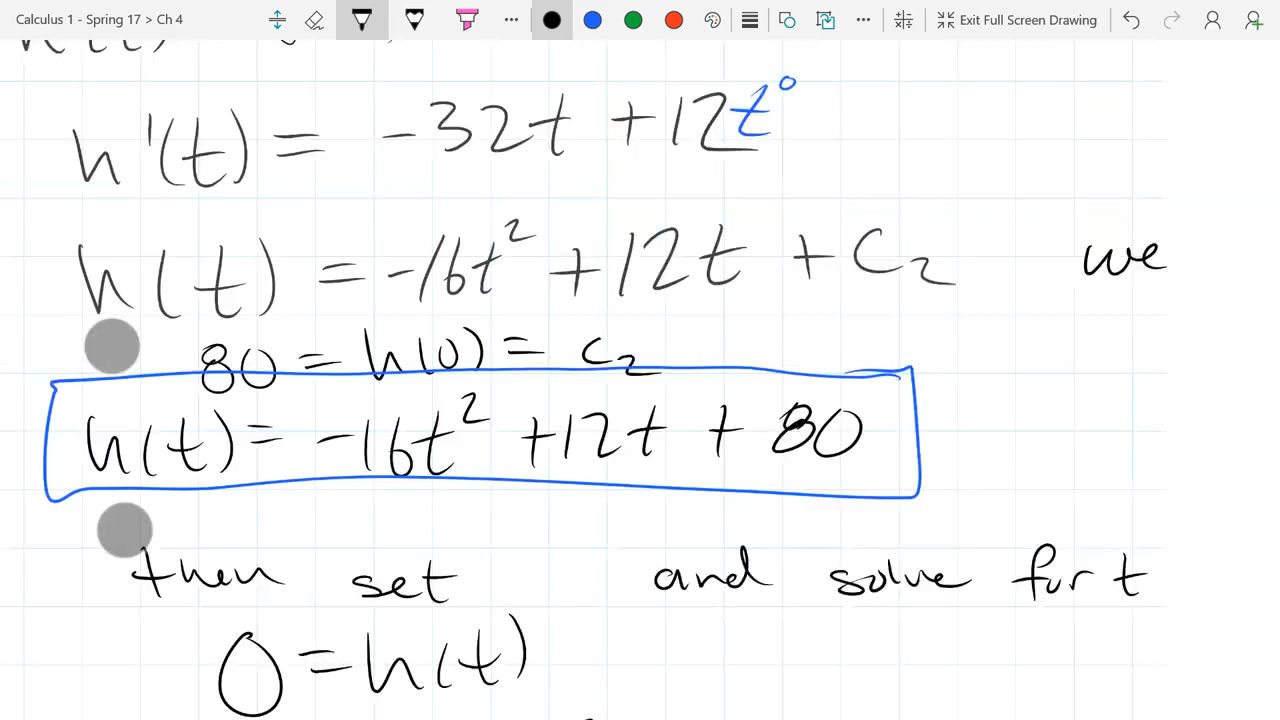 Calculus 1 - Spring 17 > Ch 4
Exit Full Screen Drawing
h'(t) = -32t + 12t⁰
h(t) = -16t² + 12t + C₂ we
80 = h(0) = C₂
h(t) = -16t² + 12t + 80
then set and solve for t
0 = h(t)